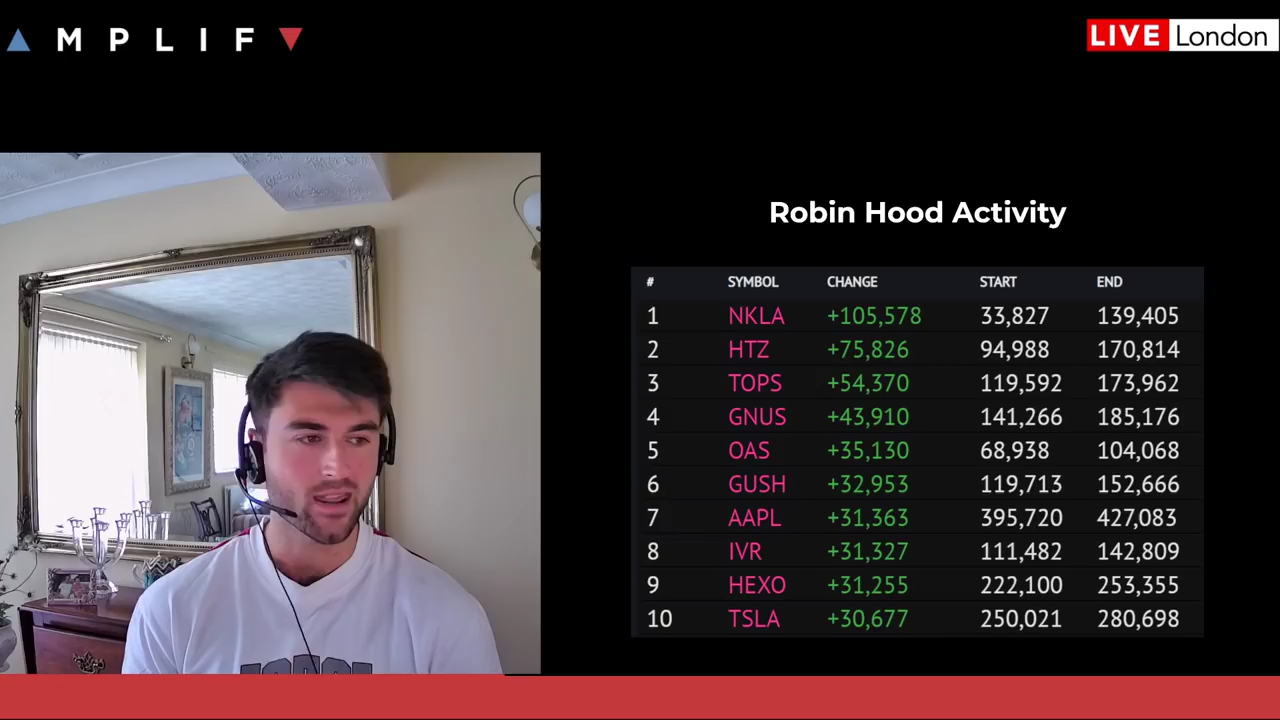 ▲ M P L I F ▼
LIVE London
Robin Hood Activity
# SYMBOL CHANGE START END
1 NKLA +105,578 33,827 139,405
2 HTZ +75,826 94,988 170,814
3 TOPS +54,370 119,592 173,962
4 GNUS +43,910 141,266 185,176
5 OAS +35,130 68,938 104,068
6 GUSH +32,953 119,713 152,666
7 AAPL +31,363 395,720 427,083
8 IVR +31,327 111,482 142,809
9 HEXO +31,255 222,100 253,355
10 TSLA +30,677 250,021 280,698